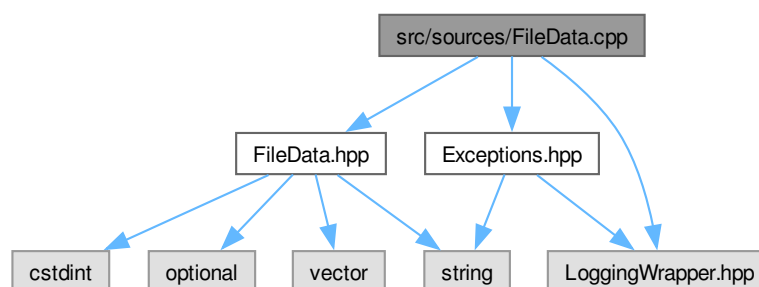 src/sources/FileData.cpp
FileData.hpp
Exceptions.hpp
cstdint
optional
vector
string
LoggingWrapper.hpp